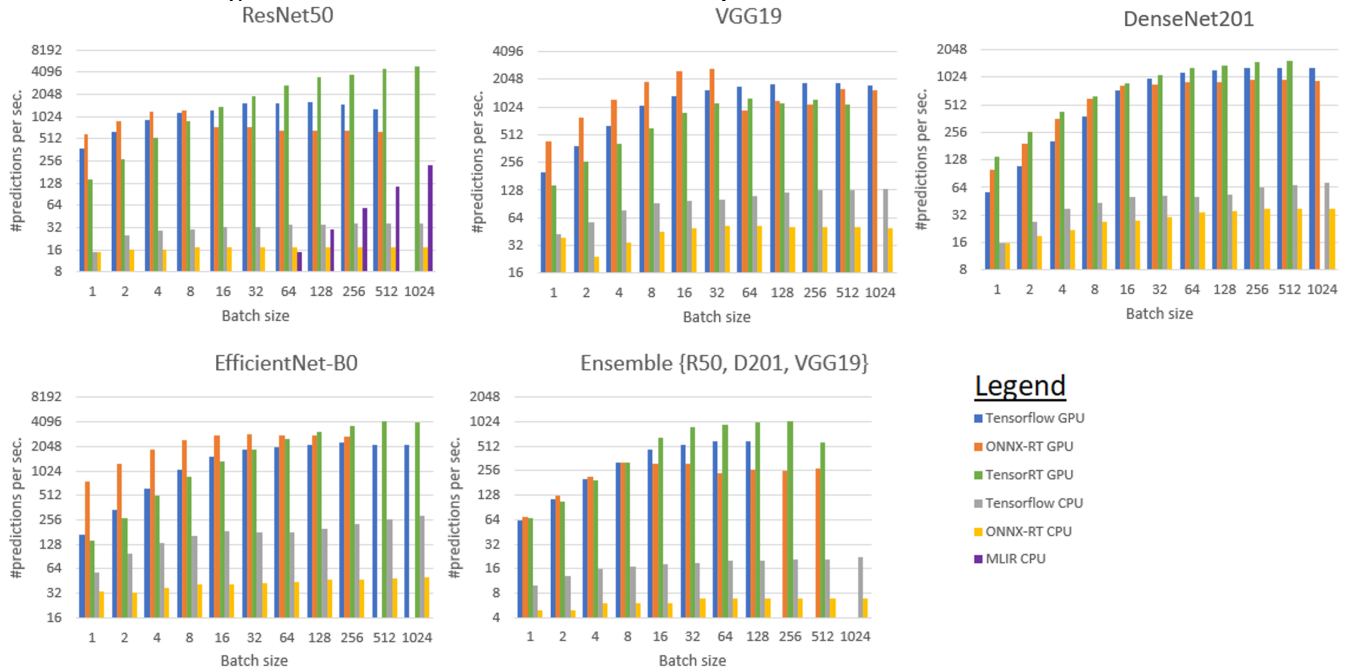 ResNet50
#predictions per sec.
8192
4096
2048
1024
512
256
128
64
32
16
8
1 2 4 8 16 32 64 128 256 512 1024
Batch size
VGG19
#predictions per sec.
4096
2048
1024
512
256
128
64
32
16
1 2 4 8 16 32 64 128 256 512 1024
Batch size
DenseNet201
#predictions per sec.
2048
1024
512
256
128
64
32
16
8
1 2 4 8 16 32 64 128 256 512 1024
Batch size
EfficientNet-B0
#predictions per sec.
8192
4096
2048
1024
512
256
128
64
32
16
1 2 4 8 16 32 64 128 256 512 1024
Batch size
Ensemble {R50, D201, VGG19}
#predictions per sec.
2048
1024
512
256
128
64
32
16
8
4
1 2 4 8 16 32 64 128 256 512 1024
Batch size
Legend
Tensorflow GPU
ONNX-RT GPU
TensorRT GPU
Tensorflow CPU
ONNX-RT CPU
MLIR CPU